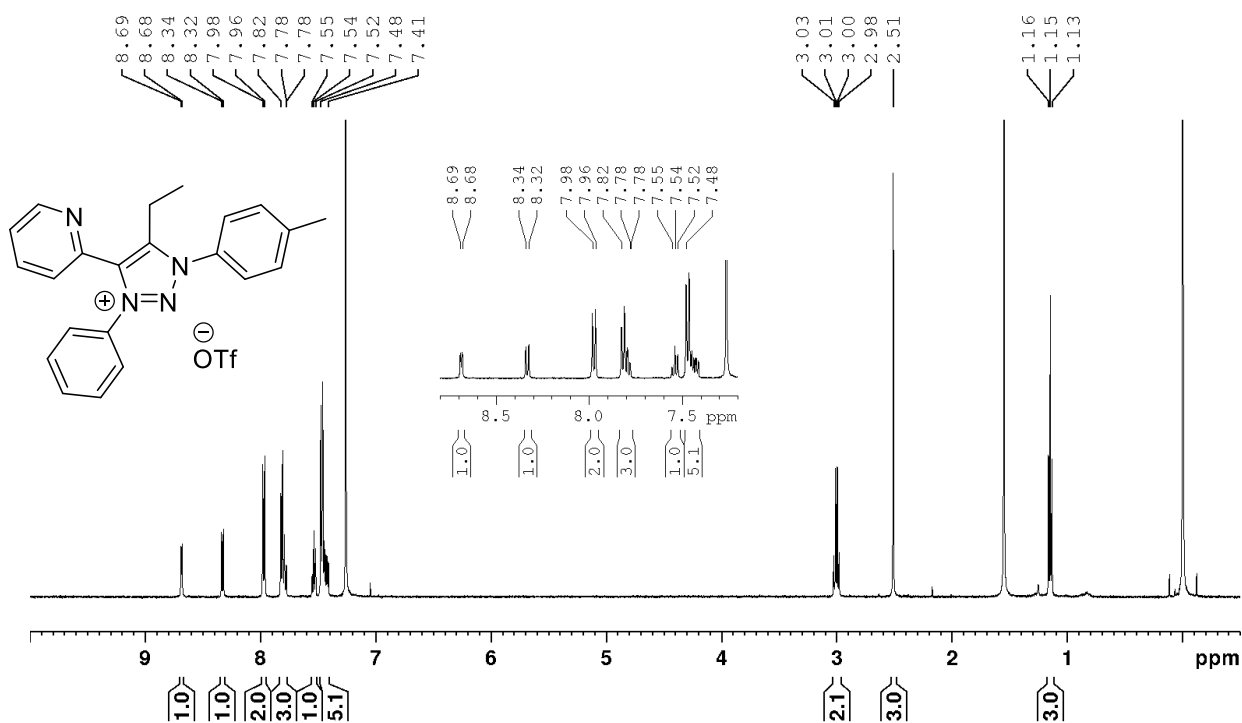 8.69 8.68 8.34 8.32 7.98 7.96 7.82 7.78 7.78 7.55 7.54 7.52 7.48 7.41 3.03 3.01 3.00 2.98 2.51 1.16 1.15 1.13
8.69 8.68 8.34 8.32 7.98 7.96 7.82 7.78 7.78 7.55 7.54 7.52 7.48
N
N
N
⊕ N
⊖
OTf
8.5 8.0 7.5 ppm
1.0 1.0 2.0 3.0 1.0 5.1
9 8 7 6 5 4 3 2 1 ppm
1.0 1.0 2.0 3.0 1.0 5.1 2.1 3.0 3.0